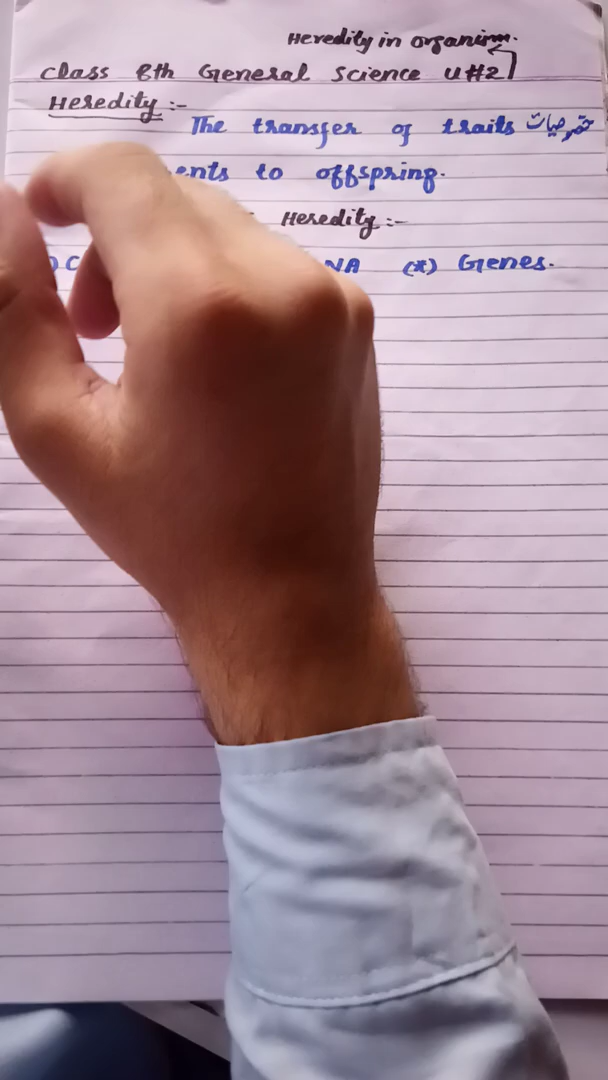 Heredity in organism.
Class 8th General Science U#2
Heredity :-
The transfer of traits خصوصیات
ents to offspring.
Heredity :-
C NA (*) Genes.